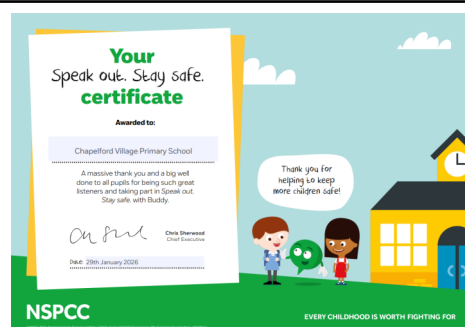 Your
Speak out. Stay safe.
certificate
Awarded to:
Chapelford Village Primary School
A massive thank you and a big well
done to all pupils for being such great
listeners and taking part in Speak out.
Stay safe. with Buddy.
Chris Sherwood
Chief Executive
Date: 29th January 2026
Thank you for
helping to keep
more children safe!
NSPCC
EVERY CHILDHOOD IS WORTH FIGHTING FOR